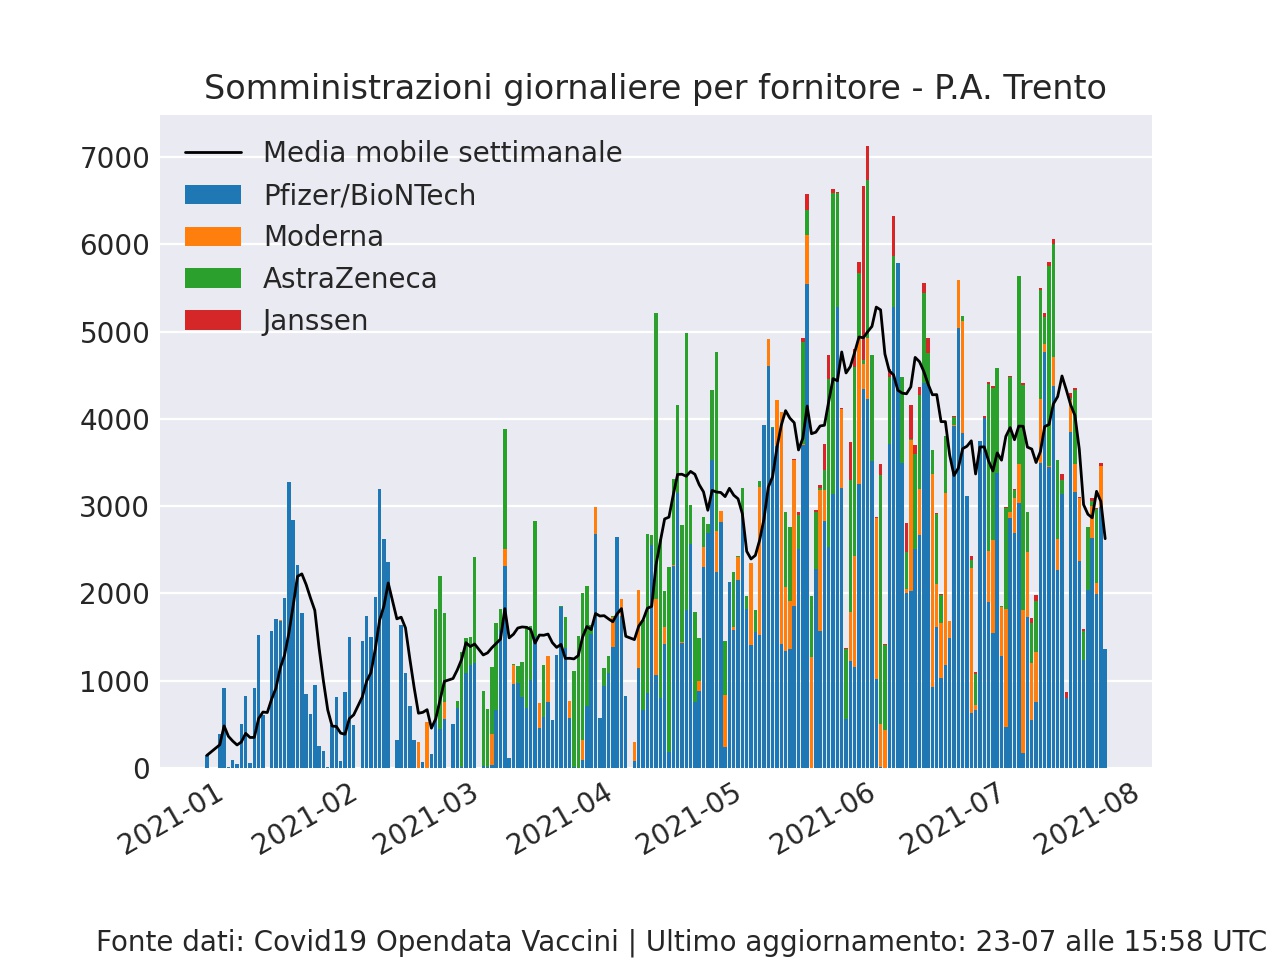 Somministrazioni giornaliere per fornitore - P.A. Trento
Media mobile settimanale
Pfizer/BioNTech
Moderna
AstraZeneca
Janssen
7000
6000
5000
4000
3000
2000
1000
0
2021-01
2021-02
2021-03
2021-04
2021-05
2021-06
2021-07
2021-08
Fonte dati: Covid19 Opendata Vaccini | Ultimo aggiornamento: 23-07 alle 15:58 UTC